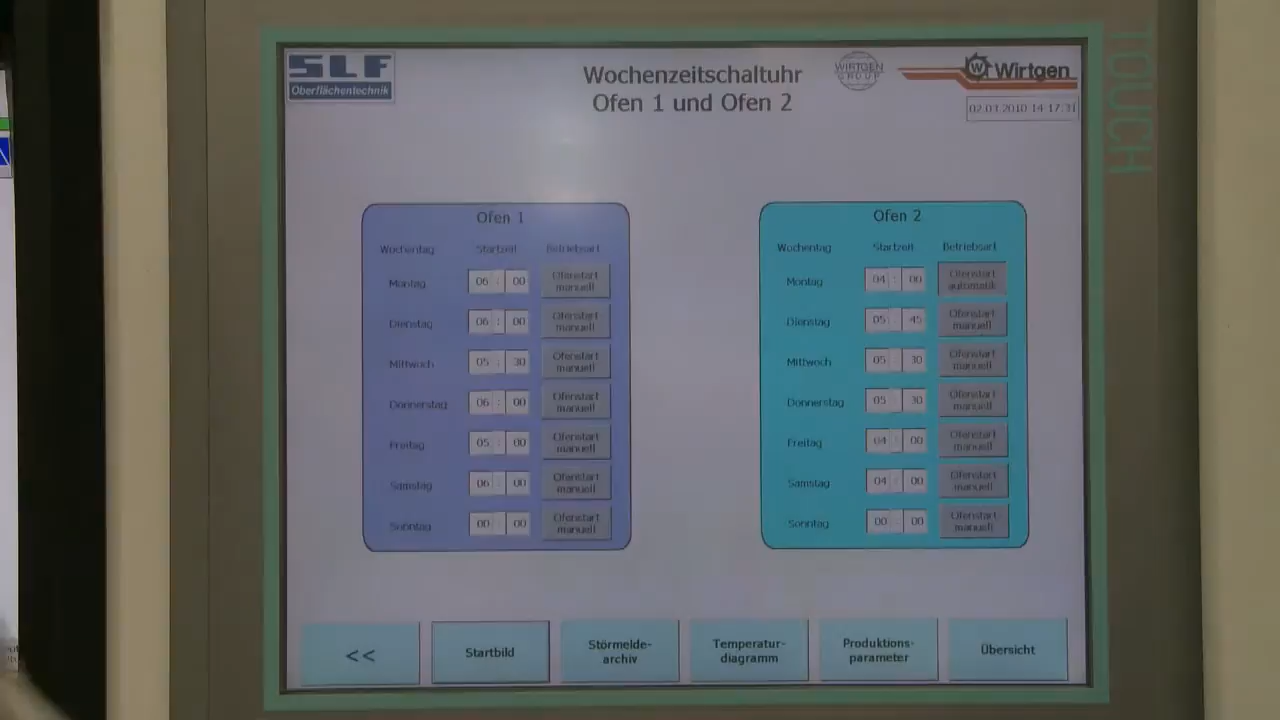 SLF
Oberflächentechnik
Wochenzeitschaltuhr
Ofen 1 und Ofen 2
WIRTGEN
GROUP
Wirtgen
02.03.2010 14:17:31
TOUCH
Ofen 1
Wochentag Startzeit Betriebsart
Montag 06 : 00 Ofenstart manuell
Dienstag 06 : 00 Ofenstart manuell
Mittwoch 05 : 30 Ofenstart manuell
Donnerstag 06 : 00 Ofenstart manuell
Freitag 05 : 00 Ofenstart manuell
Samstag 06 : 00 Ofenstart manuell
Sonntag 00 : 00 Ofenstart manuell
Ofen 2
Wochentag Startzeit Betriebsart
Montag 04 : 00 Ofenstart automatik
Dienstag 05 : 45 Ofenstart manuell
Mittwoch 05 : 30 Ofenstart manuell
Donnerstag 05 : 30 Ofenstart manuell
Freitag 04 : 00 Ofenstart manuell
Samstag 04 : 00 Ofenstart manuell
Sonntag 00 : 00 Ofenstart manuell
<<
Startbild
Störmelde-
archiv
Temperatur-
diagramm
Produktions-
parameter
Übersicht